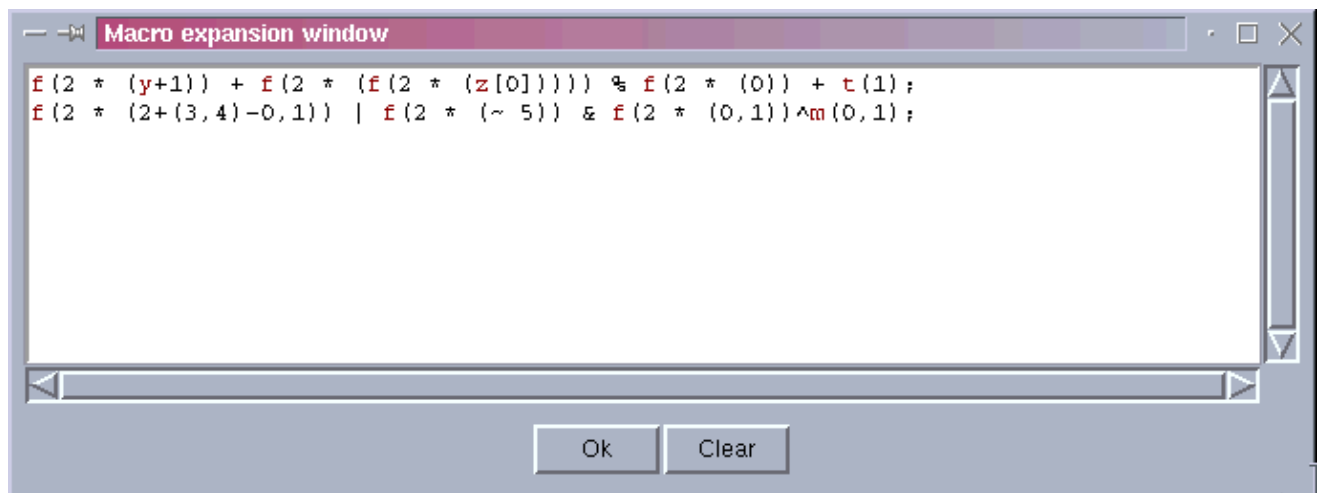 Macro expansion window
f(2 * (y+1)) + f(2 * (f(2 * (z[0])))) % f(2 * (0)) + t(1);
f(2 * (2+(3,4)-0,1)) | f(2 * (~ 5)) & f(2 * (0,1))^m(0,1);
Ok Clear